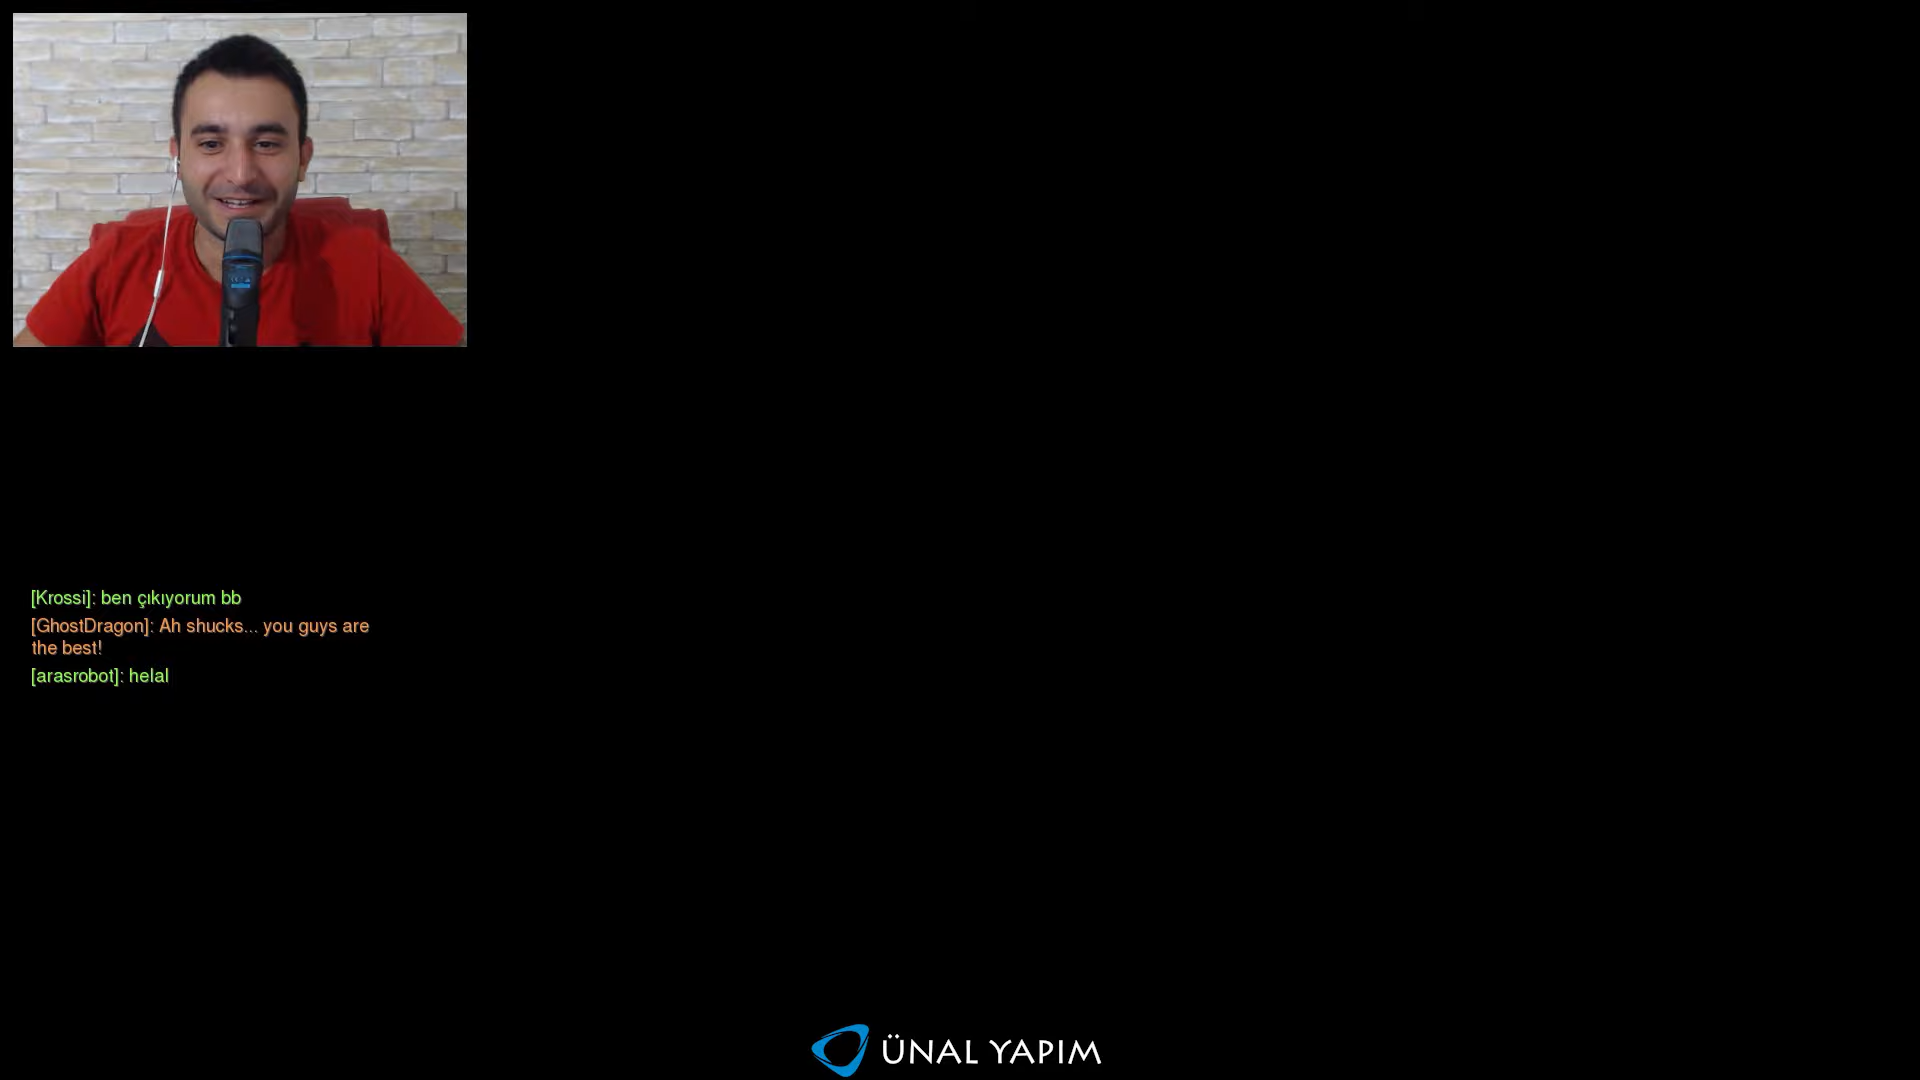 [Krossi]: ben çıkıyorum bb
[GhostDragon]: Ah shucks... you guys are
the best!
[arasrobot]: helal
ÜNAL YAPIM